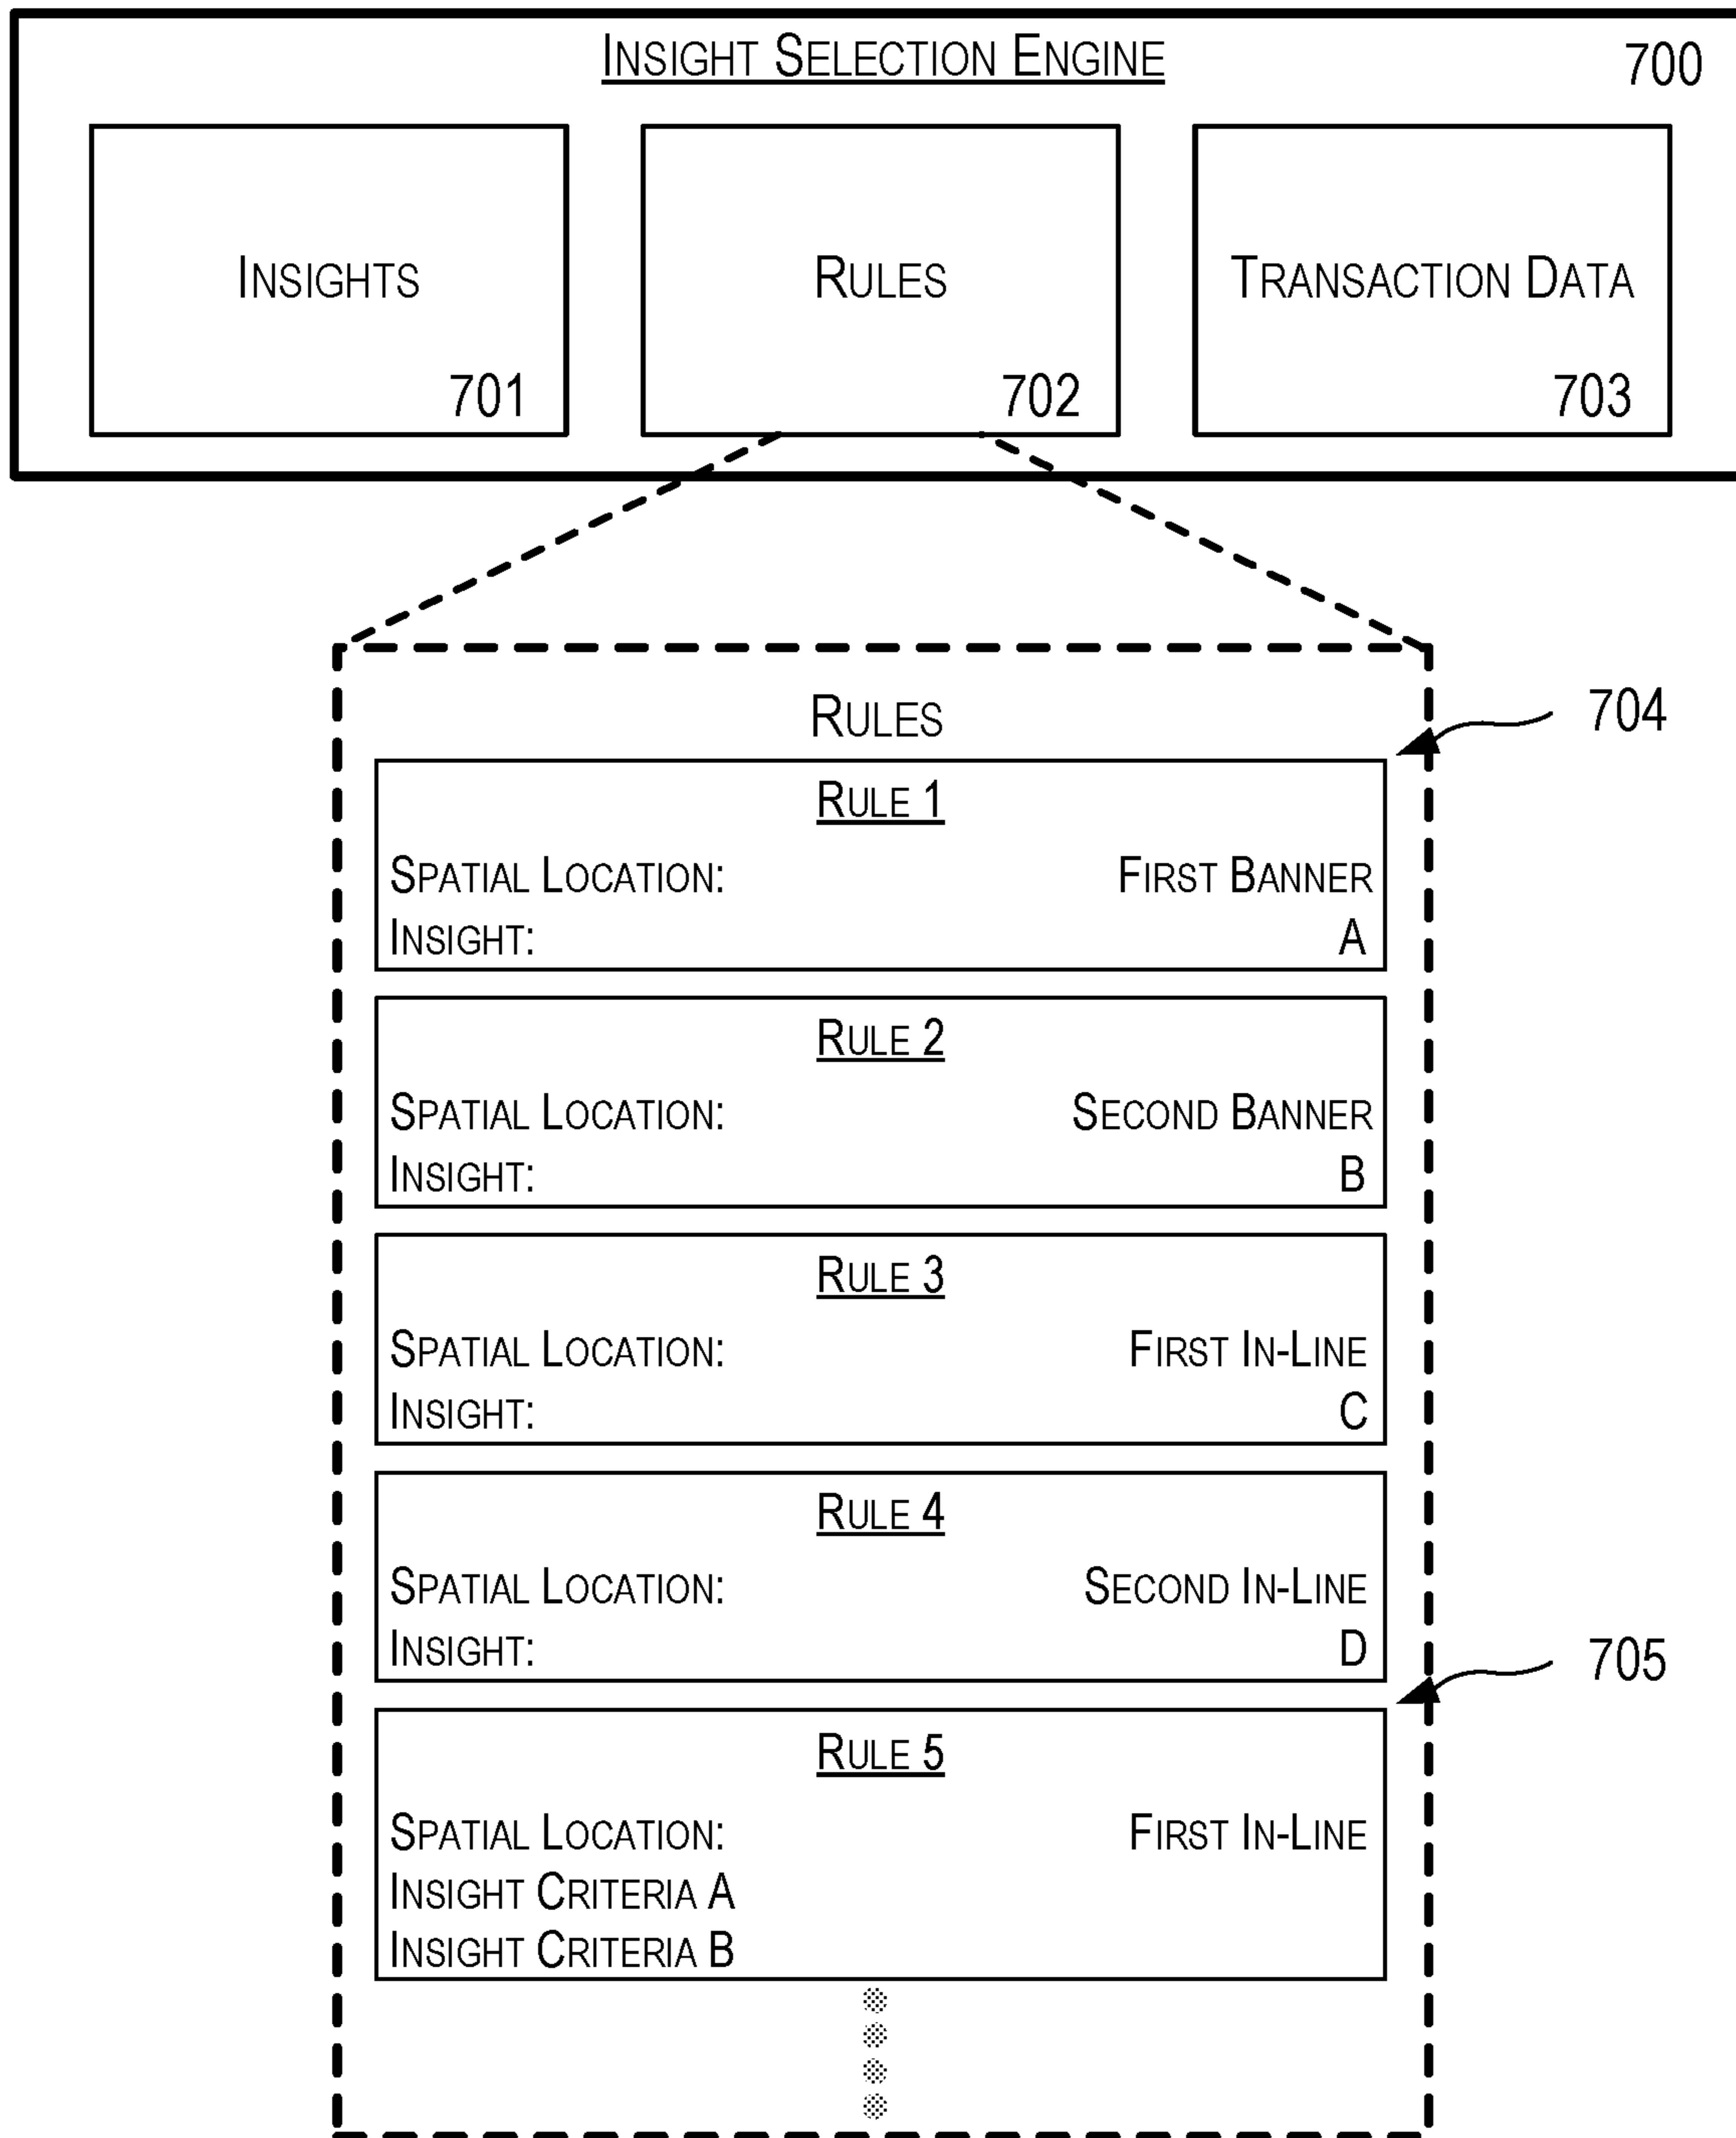 INSIGHT SELECTION ENGINE 700
INSIGHTS
701
RULES
702
TRANSACTION DATA
703
RULES
704
RULE 1
SPATIAL LOCATION: FIRST BANNER
INSIGHT: A
RULE 2
SPATIAL LOCATION: SECOND BANNER
INSIGHT: B
RULE 3
SPATIAL LOCATION: FIRST IN-LINE
INSIGHT: C
RULE 4
SPATIAL LOCATION: SECOND IN-LINE
INSIGHT: D
705
RULE 5
SPATIAL LOCATION: FIRST IN-LINE
INSIGHT CRITERIA A
INSIGHT CRITERIA B